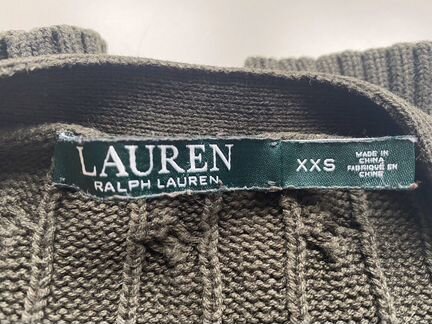 LAUREN
RALPH LAUREN
XXS
MADE IN
CHINA
FABRIQUÉ EN
CHINE